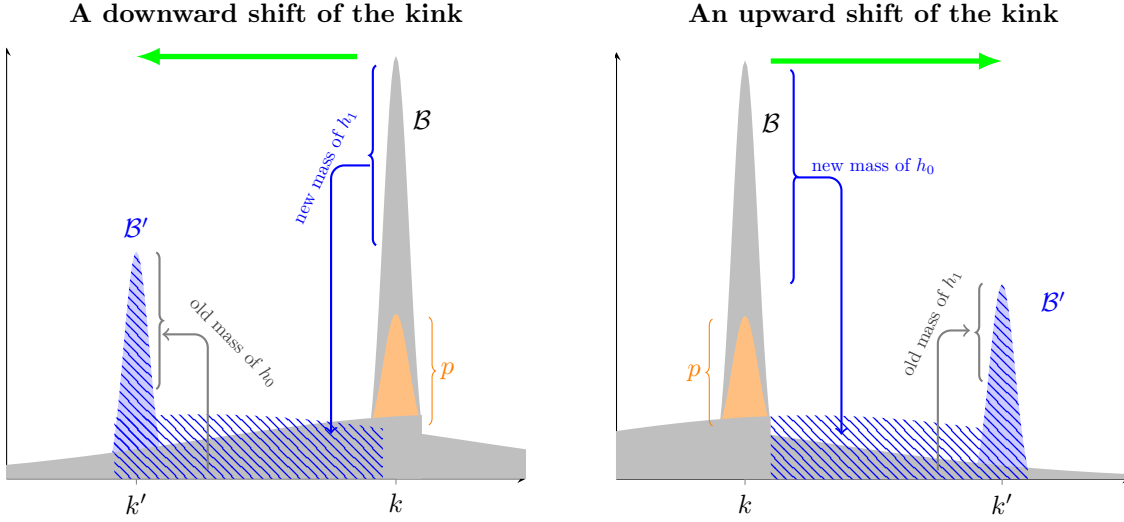 A downward shift of the kink
new mass of h₁
ℬ
ℬ′
old mass of h₀
p
k′
k
An upward shift of the kink
ℬ
new mass of h₀
old mass of h₁
ℬ′
p
k
k′